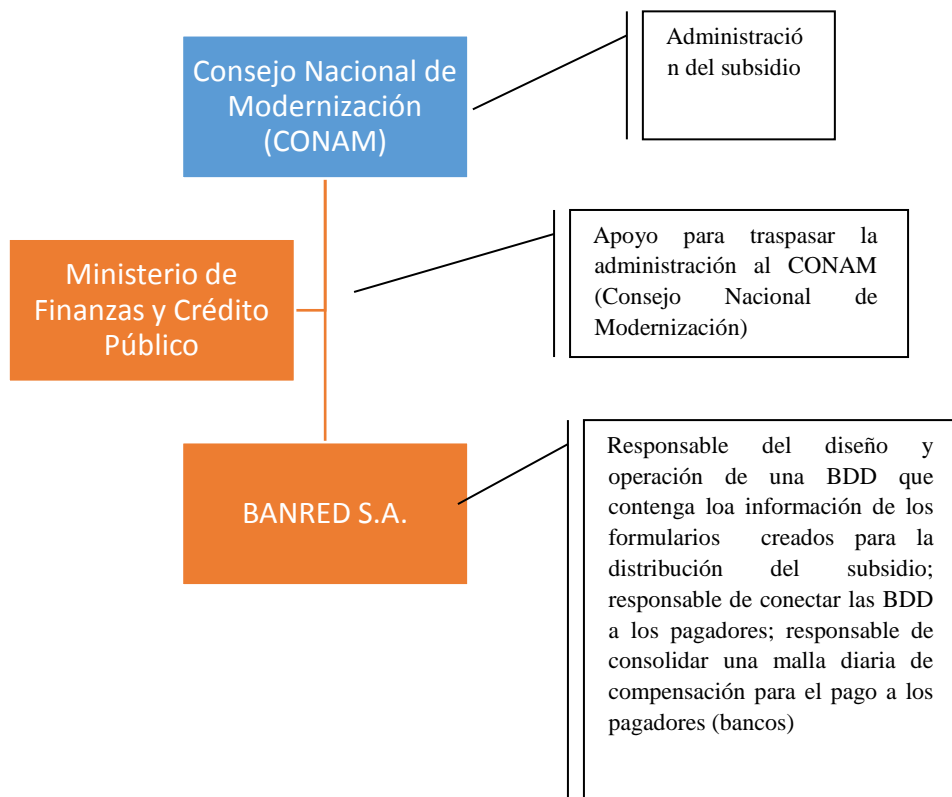 Consejo Nacional de
Modernización
(CONAM)
Administració
n del subsidio
Ministerio de
Finanzas y Crédito
Público
Apoyo para traspasar la
administración al CONAM
(Consejo Nacional de
Modernización)
BANRED S.A.
Responsable del diseño y
operación de una BDD que
contenga loa información de los
formularios creados para la
distribución del subsidio;
responsable de conectar las BDD
a los pagadores; responsable de
consolidar una malla diaria de
compensación para el pago a los
pagadores (bancos)